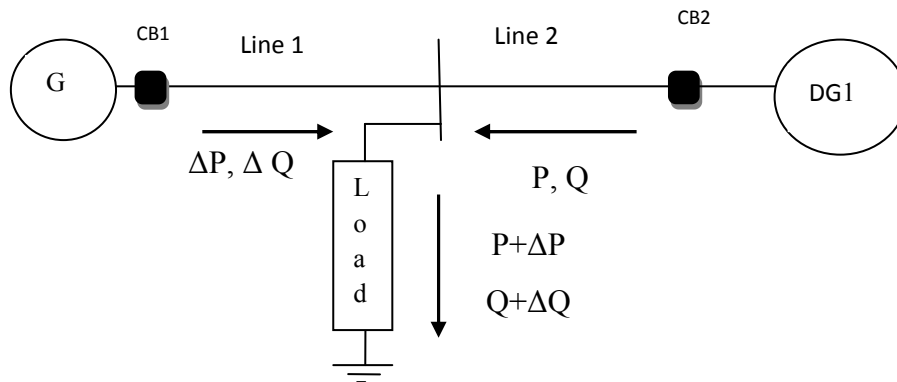 CB1
Line 1
Line 2
CB2
G
DG1
ΔP, Δ Q
P, Q
L
o
a
d
P+ΔP
Q+ΔQ